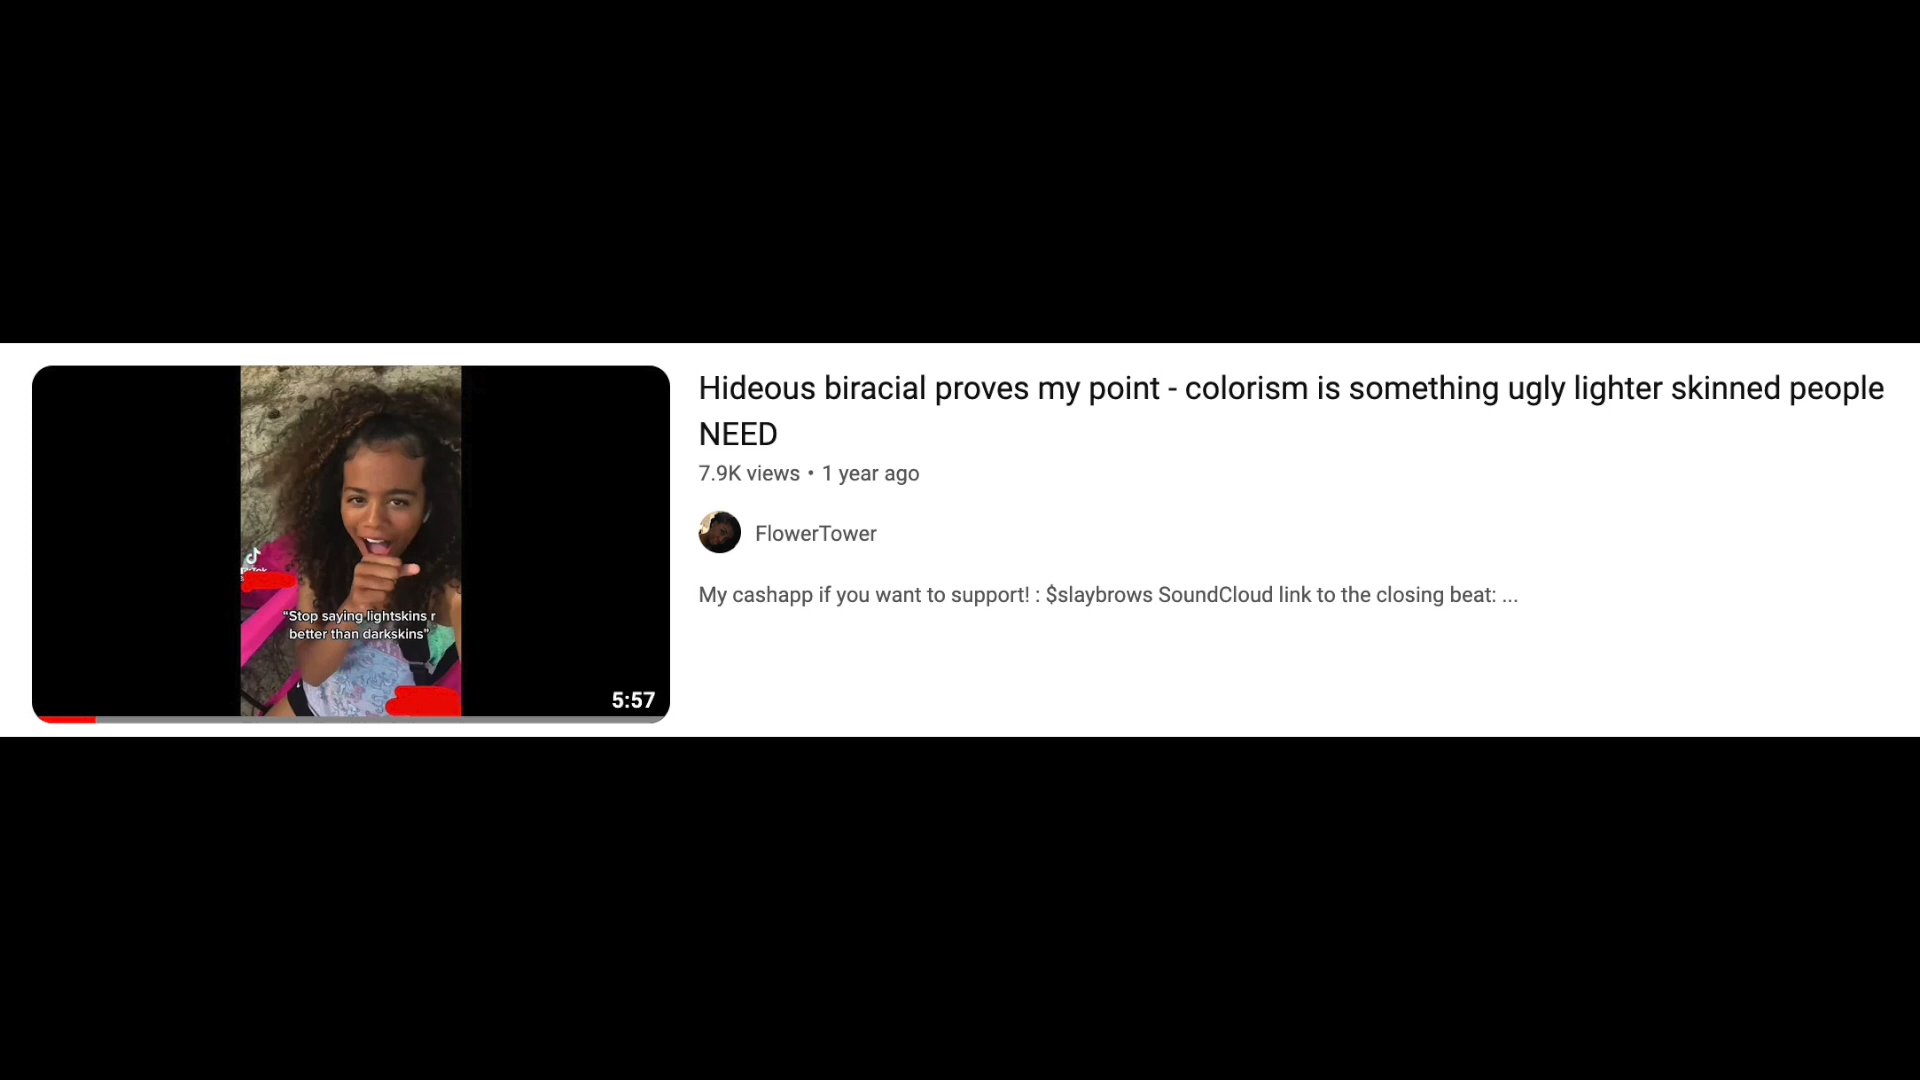 Hideous biracial proves my point - colorism is something ugly lighter skinned people
NEED
7.9K views • 1 year ago
FlowerTower
My cashapp if you want to support! : $slaybrows SoundCloud link to the closing beat: ...
"Stop saying lightskins r
better than darkskins"
5:57